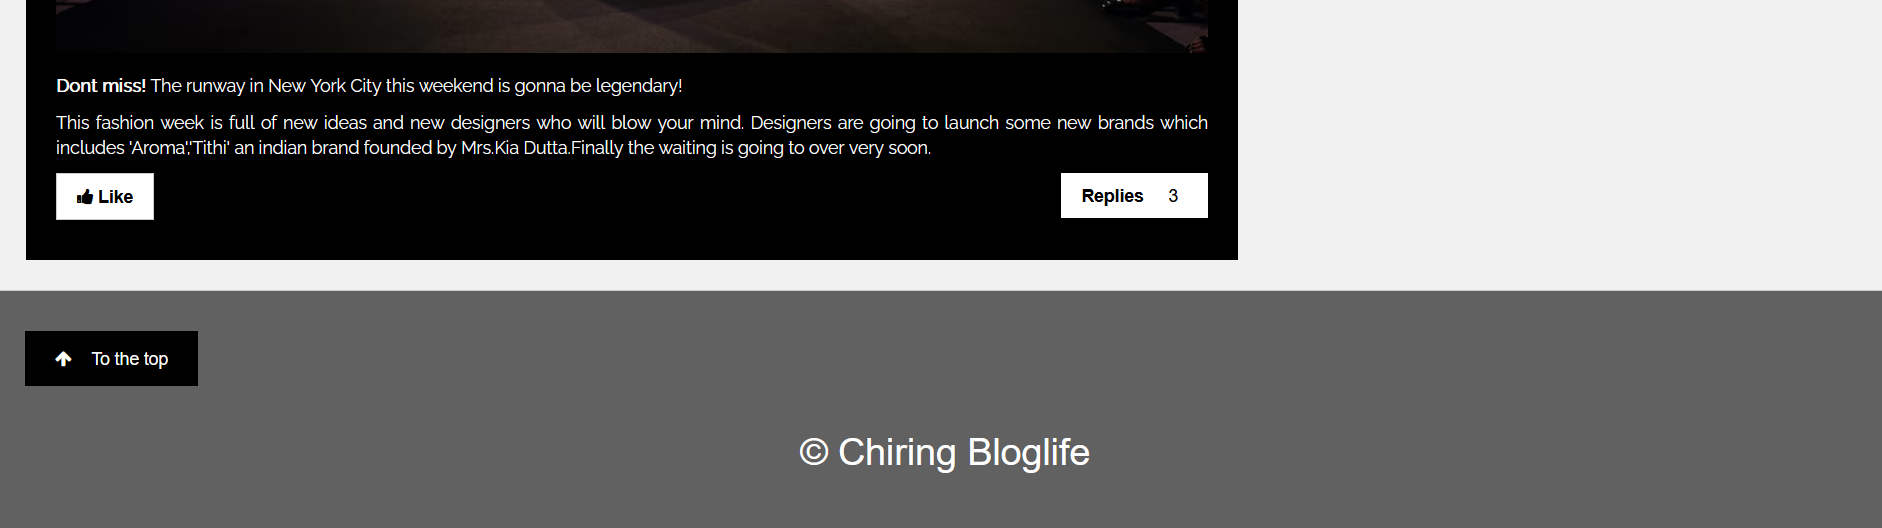 Dont miss! The runway in New York City this weekend is gonna be legendary!
This fashion week is full of new ideas and new designers who will blow your mind. Designers are going to launch some new brands which
includes 'Aroma','Tithi' an indian brand founded by Mrs.Kia Dutta.Finally the waiting is going to over very soon.
Like
Replies 3
To the top
© Chiring Bloglife